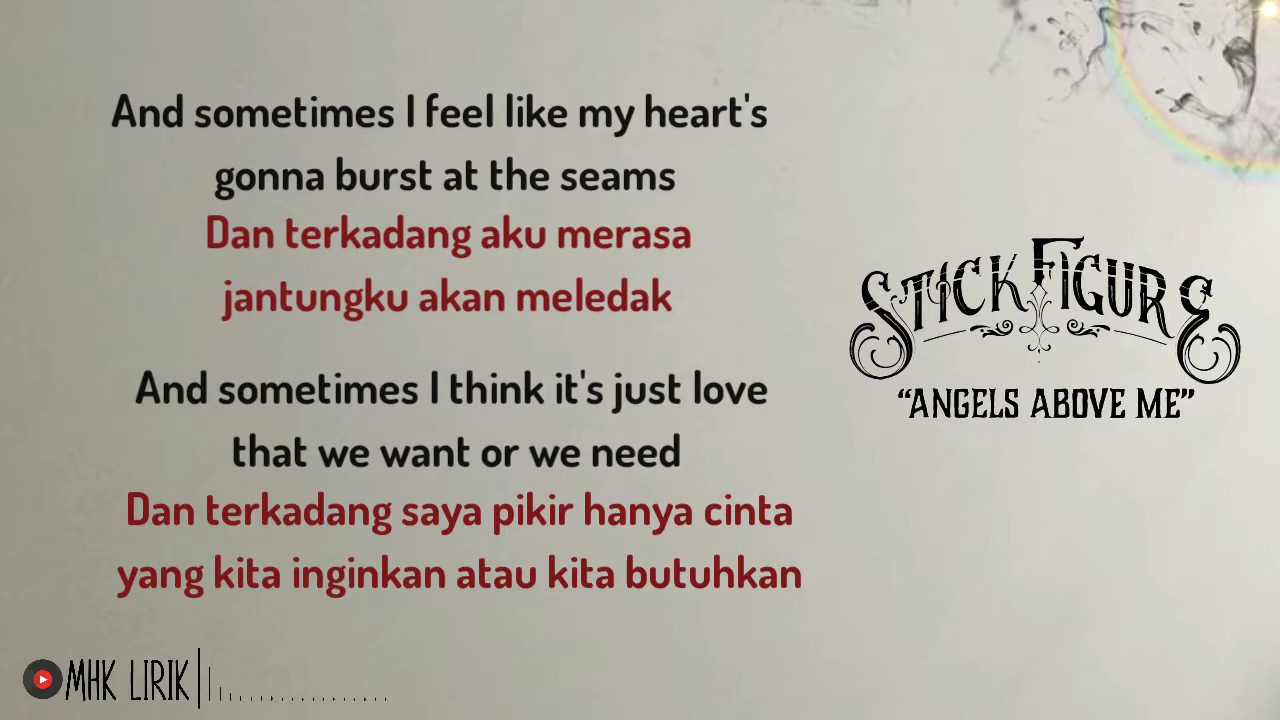 And sometimes I feel like my heart's
gonna burst at the seams
Dan terkadang aku merasa
jantungku akan meledak
And sometimes I think it's just love
that we want or we need
Dan terkadang saya pikir hanya cinta
yang kita inginkan atau kita butuhkan
STICK FIGURE
“ANGELS ABOVE ME”
MHK LIRIK